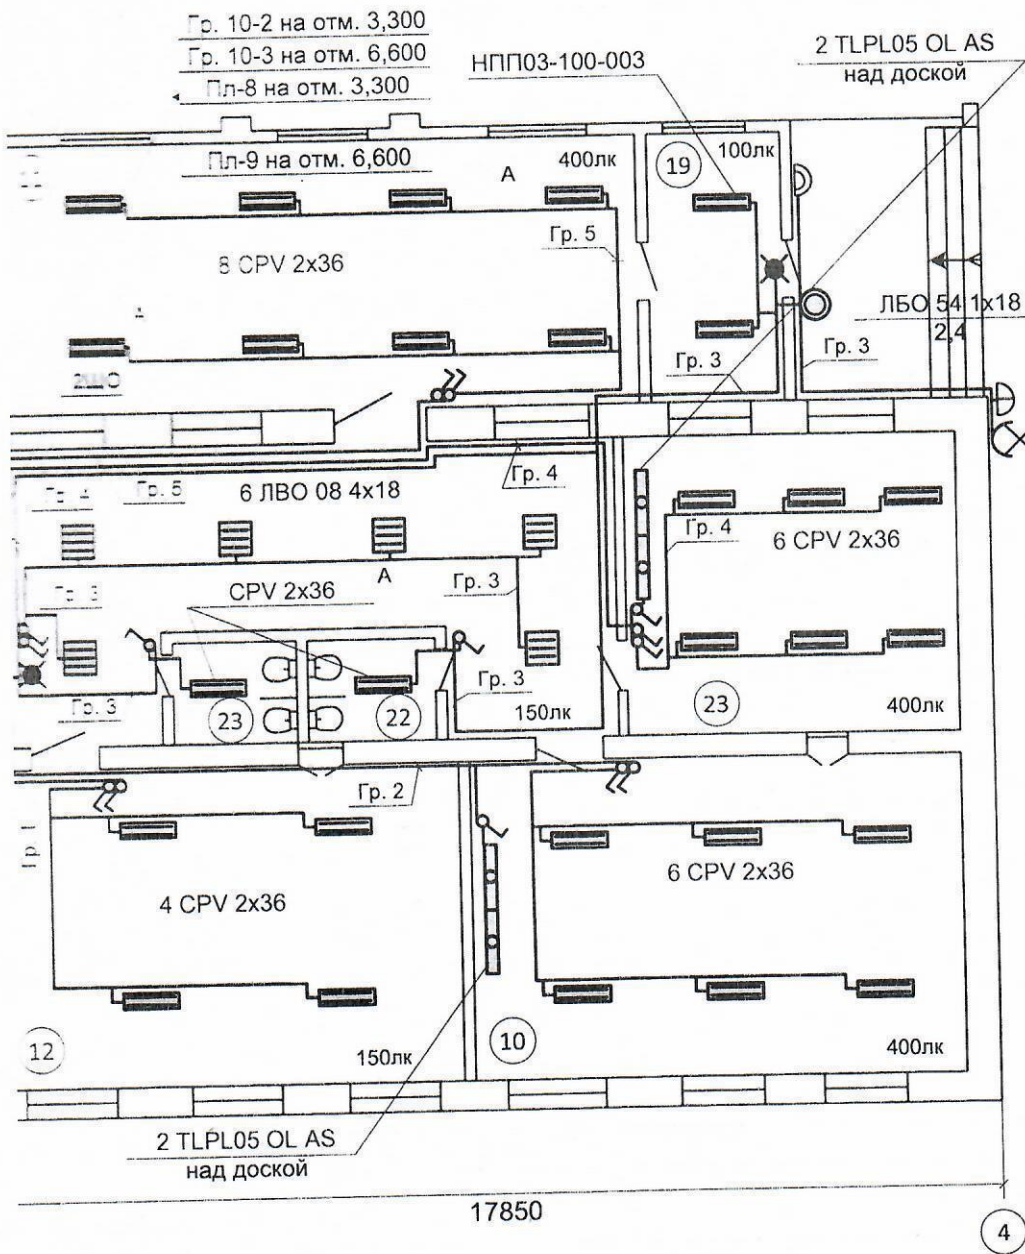 Гр. 10-2 на отм. 3,300
Гр. 10-3 на отм. 6,600
Пл-8 на отм. 3,300
НПП03-100-003
2 TLPL05 OL AS
над доской
Пл-9 на отм. 6,600
А
400лк
19
100лк
Гр. 5
8 CPV 2x36
ЛБО 54 1x18
2,4
Гр. 3
Гр. 3
Гр. 4
Гр. 5
6 ЛВО 08 4x18
Гр. 4
Гр. 4
6 CPV 2x36
А
Гр. 3
CPV 2x36
Гр. 3
Гр. 3
Гр. 3
23
22
150лк
23
400лк
Гр. 2
6 CPV 2x36
4 CPV 2x36
12
150лк
10
400лк
2 TLPL05 OL AS
над доской
17850
4